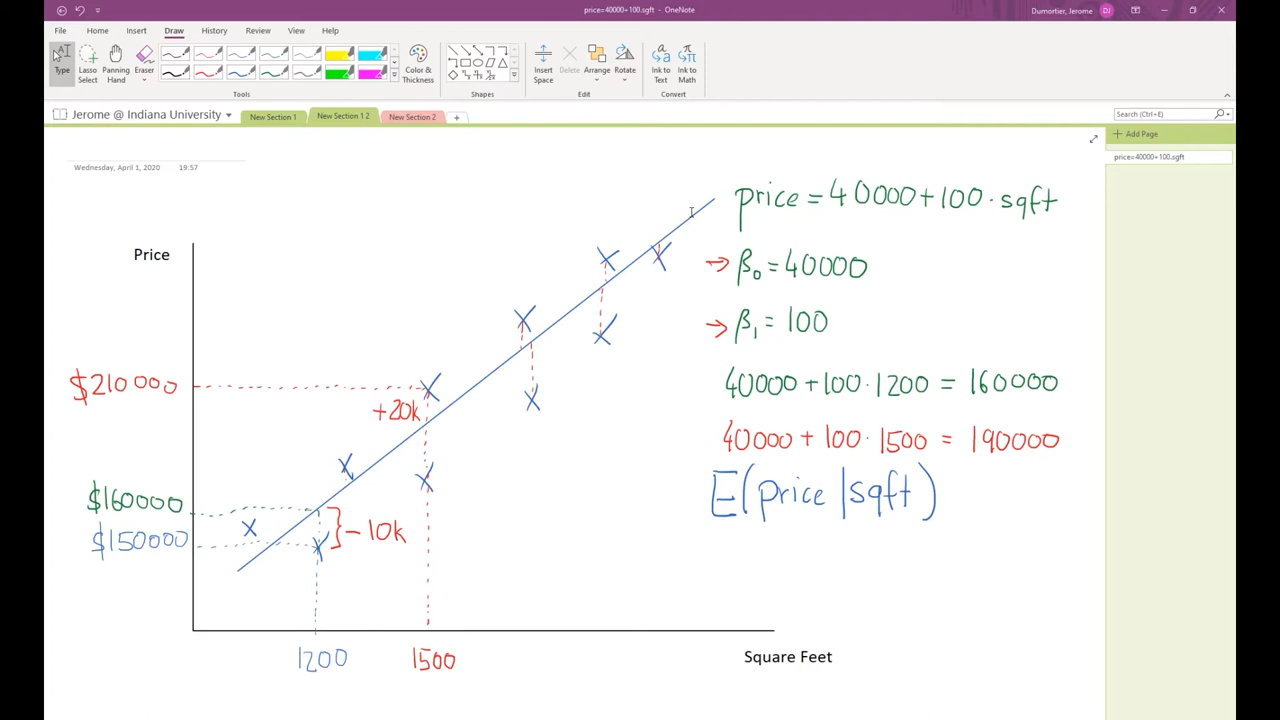 price=40000+100.sgft - OneNote
Dumortier, Jerome DJ
File Home Insert Draw History Review View Help
Type
Lasso Select
Panning Hand
Eraser
Color & Thickness
Insert Space
Delete
Arrange
Rotate
Ink to Text
Ink to Math
Tools
Shapes
Edit
Convert
Jerome @ Indiana University
New Section 1
New Section 1 2
New Section 2
Search (Ctrl+E)
Add Page
price=40000+100.sgft
Wednesday, April 1, 2020 19:57
Price
price = 40000 + 100 · sqft
→ β₀ = 40000
→ β₁ = 100
40000 + 100 · 1200 = 160000
40000 + 100 · 1500 = 190000
E(price | sqft)
$210000
+20k
$160000
$150000
- 10k
1200
1500
Square Feet